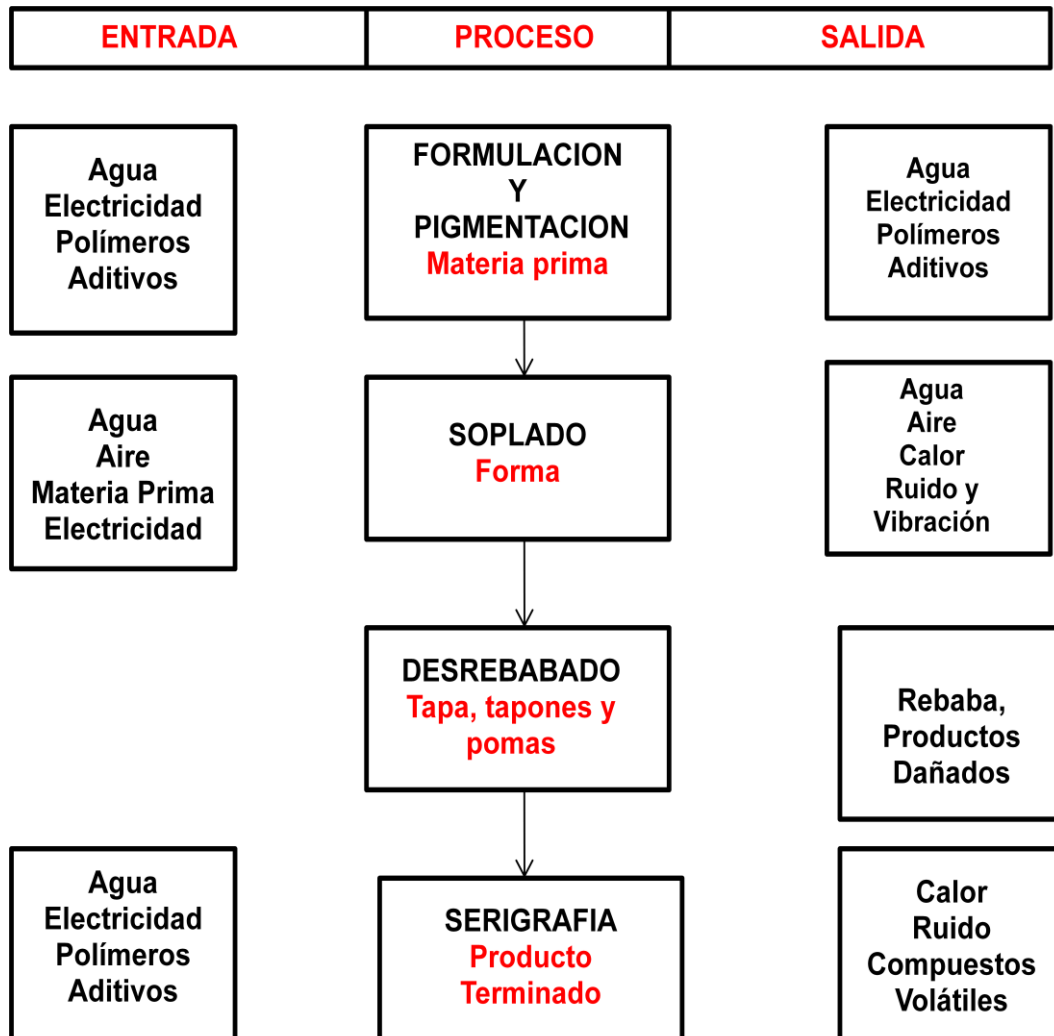 ENTRADA PROCESO SALIDA
Agua
Electricidad
Polímeros
Aditivos
FORMULACION
Y
PIGMENTACION
Materia prima
Agua
Electricidad
Polímeros
Aditivos
Agua
Aire
Materia Prima
Electricidad
SOPLADO
Forma
Agua
Aire
Calor
Ruido y
Vibración
DESREBABADO
Tapa, tapones y
pomas
Rebaba,
Productos
Dañados
Agua
Electricidad
Polímeros
Aditivos
SERIGRAFIA
Producto
Terminado
Calor
Ruido
Compuestos
Volátiles